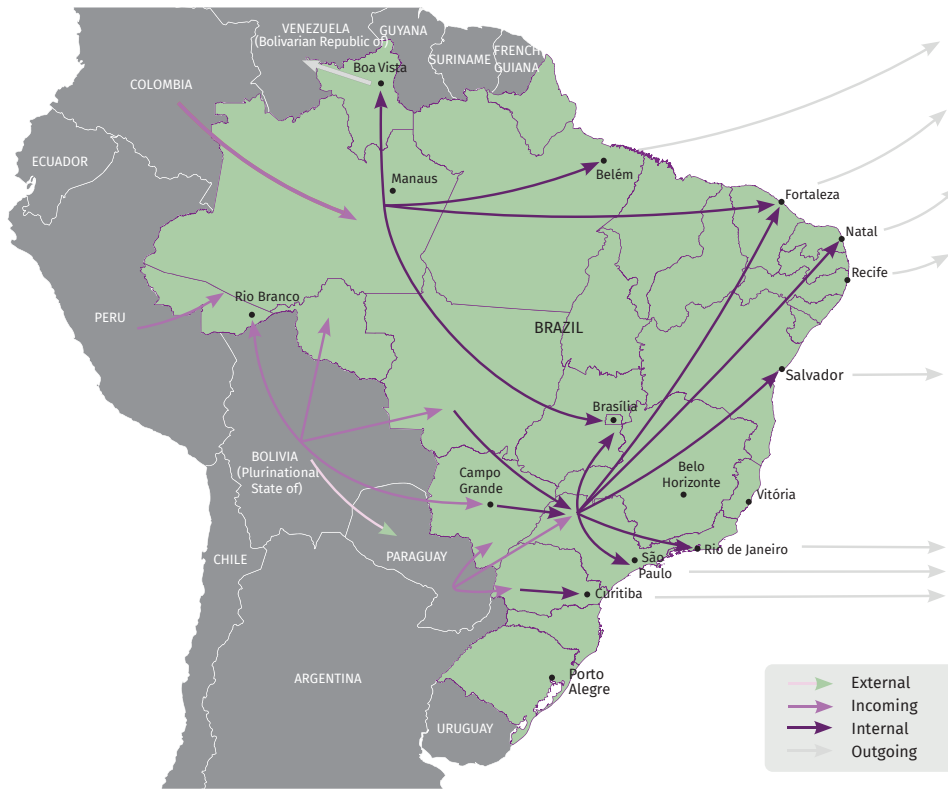 VENEZUELA
(Bolivarian Republic of)
GUYANA
SURINAME
FRENCH
GUIANA
Boa Vista
COLOMBIA
ECUADOR
Manaus
Belém
Fortaleza
Natal
Recife
Rio Branco
PERU
BRAZIL
Salvador
Brasilia
BOLIVIA
(Plurinational
State of)
Campo
Grande
Belo
Horizonte
Vitória
CHILE
PARAGUAY
São
Paulo
Rio de Janeiro
Curitiba
ARGENTINA
Porto
Alegre
URUGUAY
External
Incoming
Internal
Outgoing